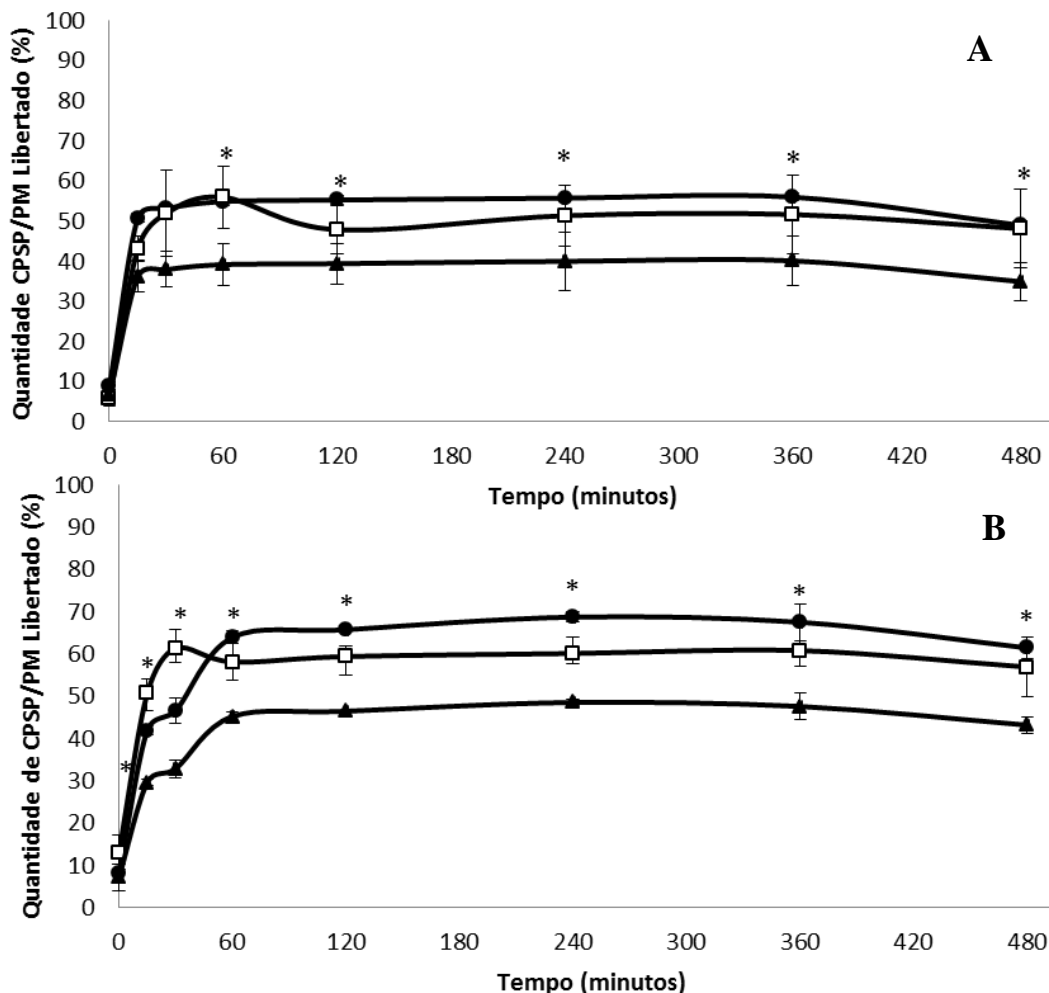 A
Quantidade CPSP/PM Libertado (%)
100
90
80
70
60
50
40
30
20
10
0
* * * * *
0 60 120 180 240 300 360 420 480
Tempo (minutos)
B
Quantidade de CPSP/PM Libertado (%)
100
90
80
70
60
50
40
30
20
10
0
* * * * * * * *
0 60 120 180 240 300 360 420 480
Tempo (minutos)